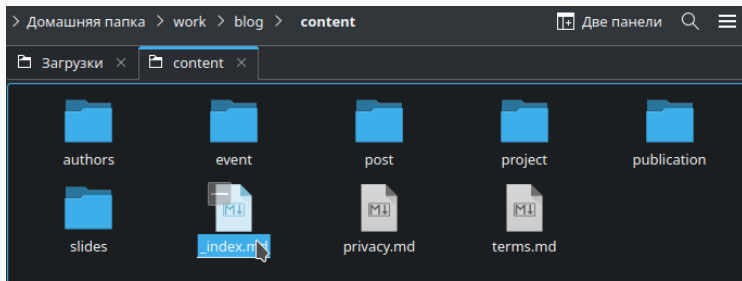 > Домашняя папка > work > blog > content Две панели
Загрузки × content ×
authors event post project publication
M↓ M↓ M↓
slides _index.md privacy.md terms.md